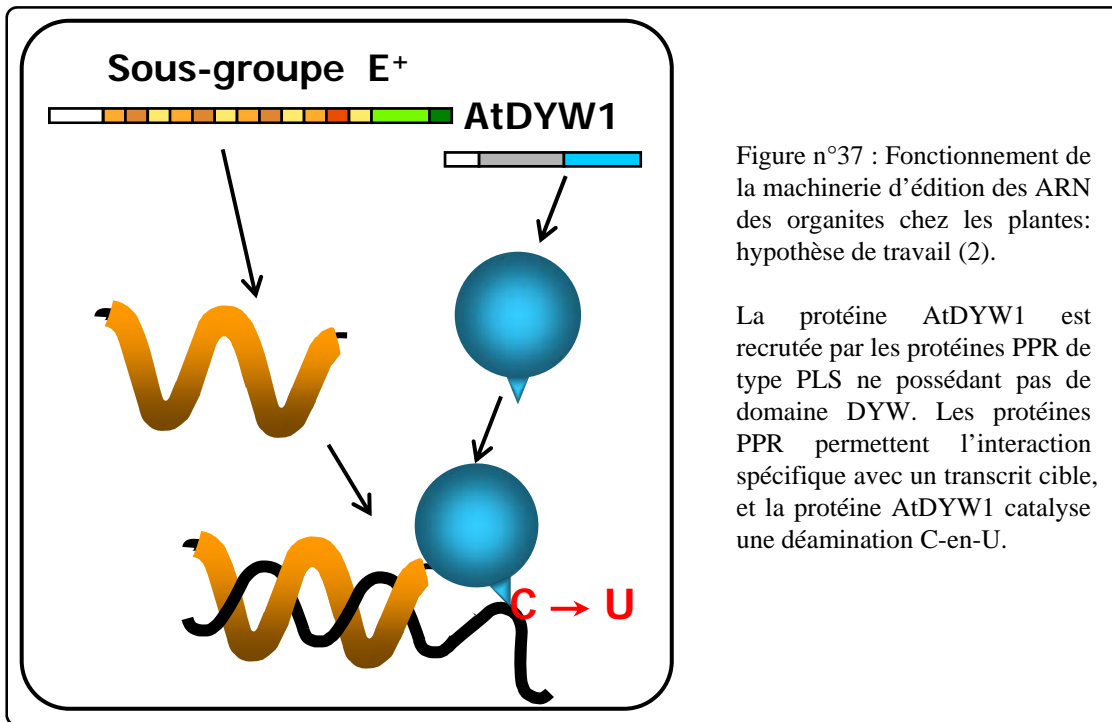 Sous-groupe E⁺
AtDYW1
C → U
Figure n°37 : Fonctionnement de
la machinerie d’édition des ARN
des organites chez les plantes:
hypothèse de travail (2).
La protéine AtDYW1 est
recrutée par les protéines PPR de
type PLS ne possédant pas de
domaine DYW. Les protéines
PPR permettent l’interaction
spécifique avec un transcrit cible,
et la protéine AtDYW1 catalyse
une déamination C-en-U.